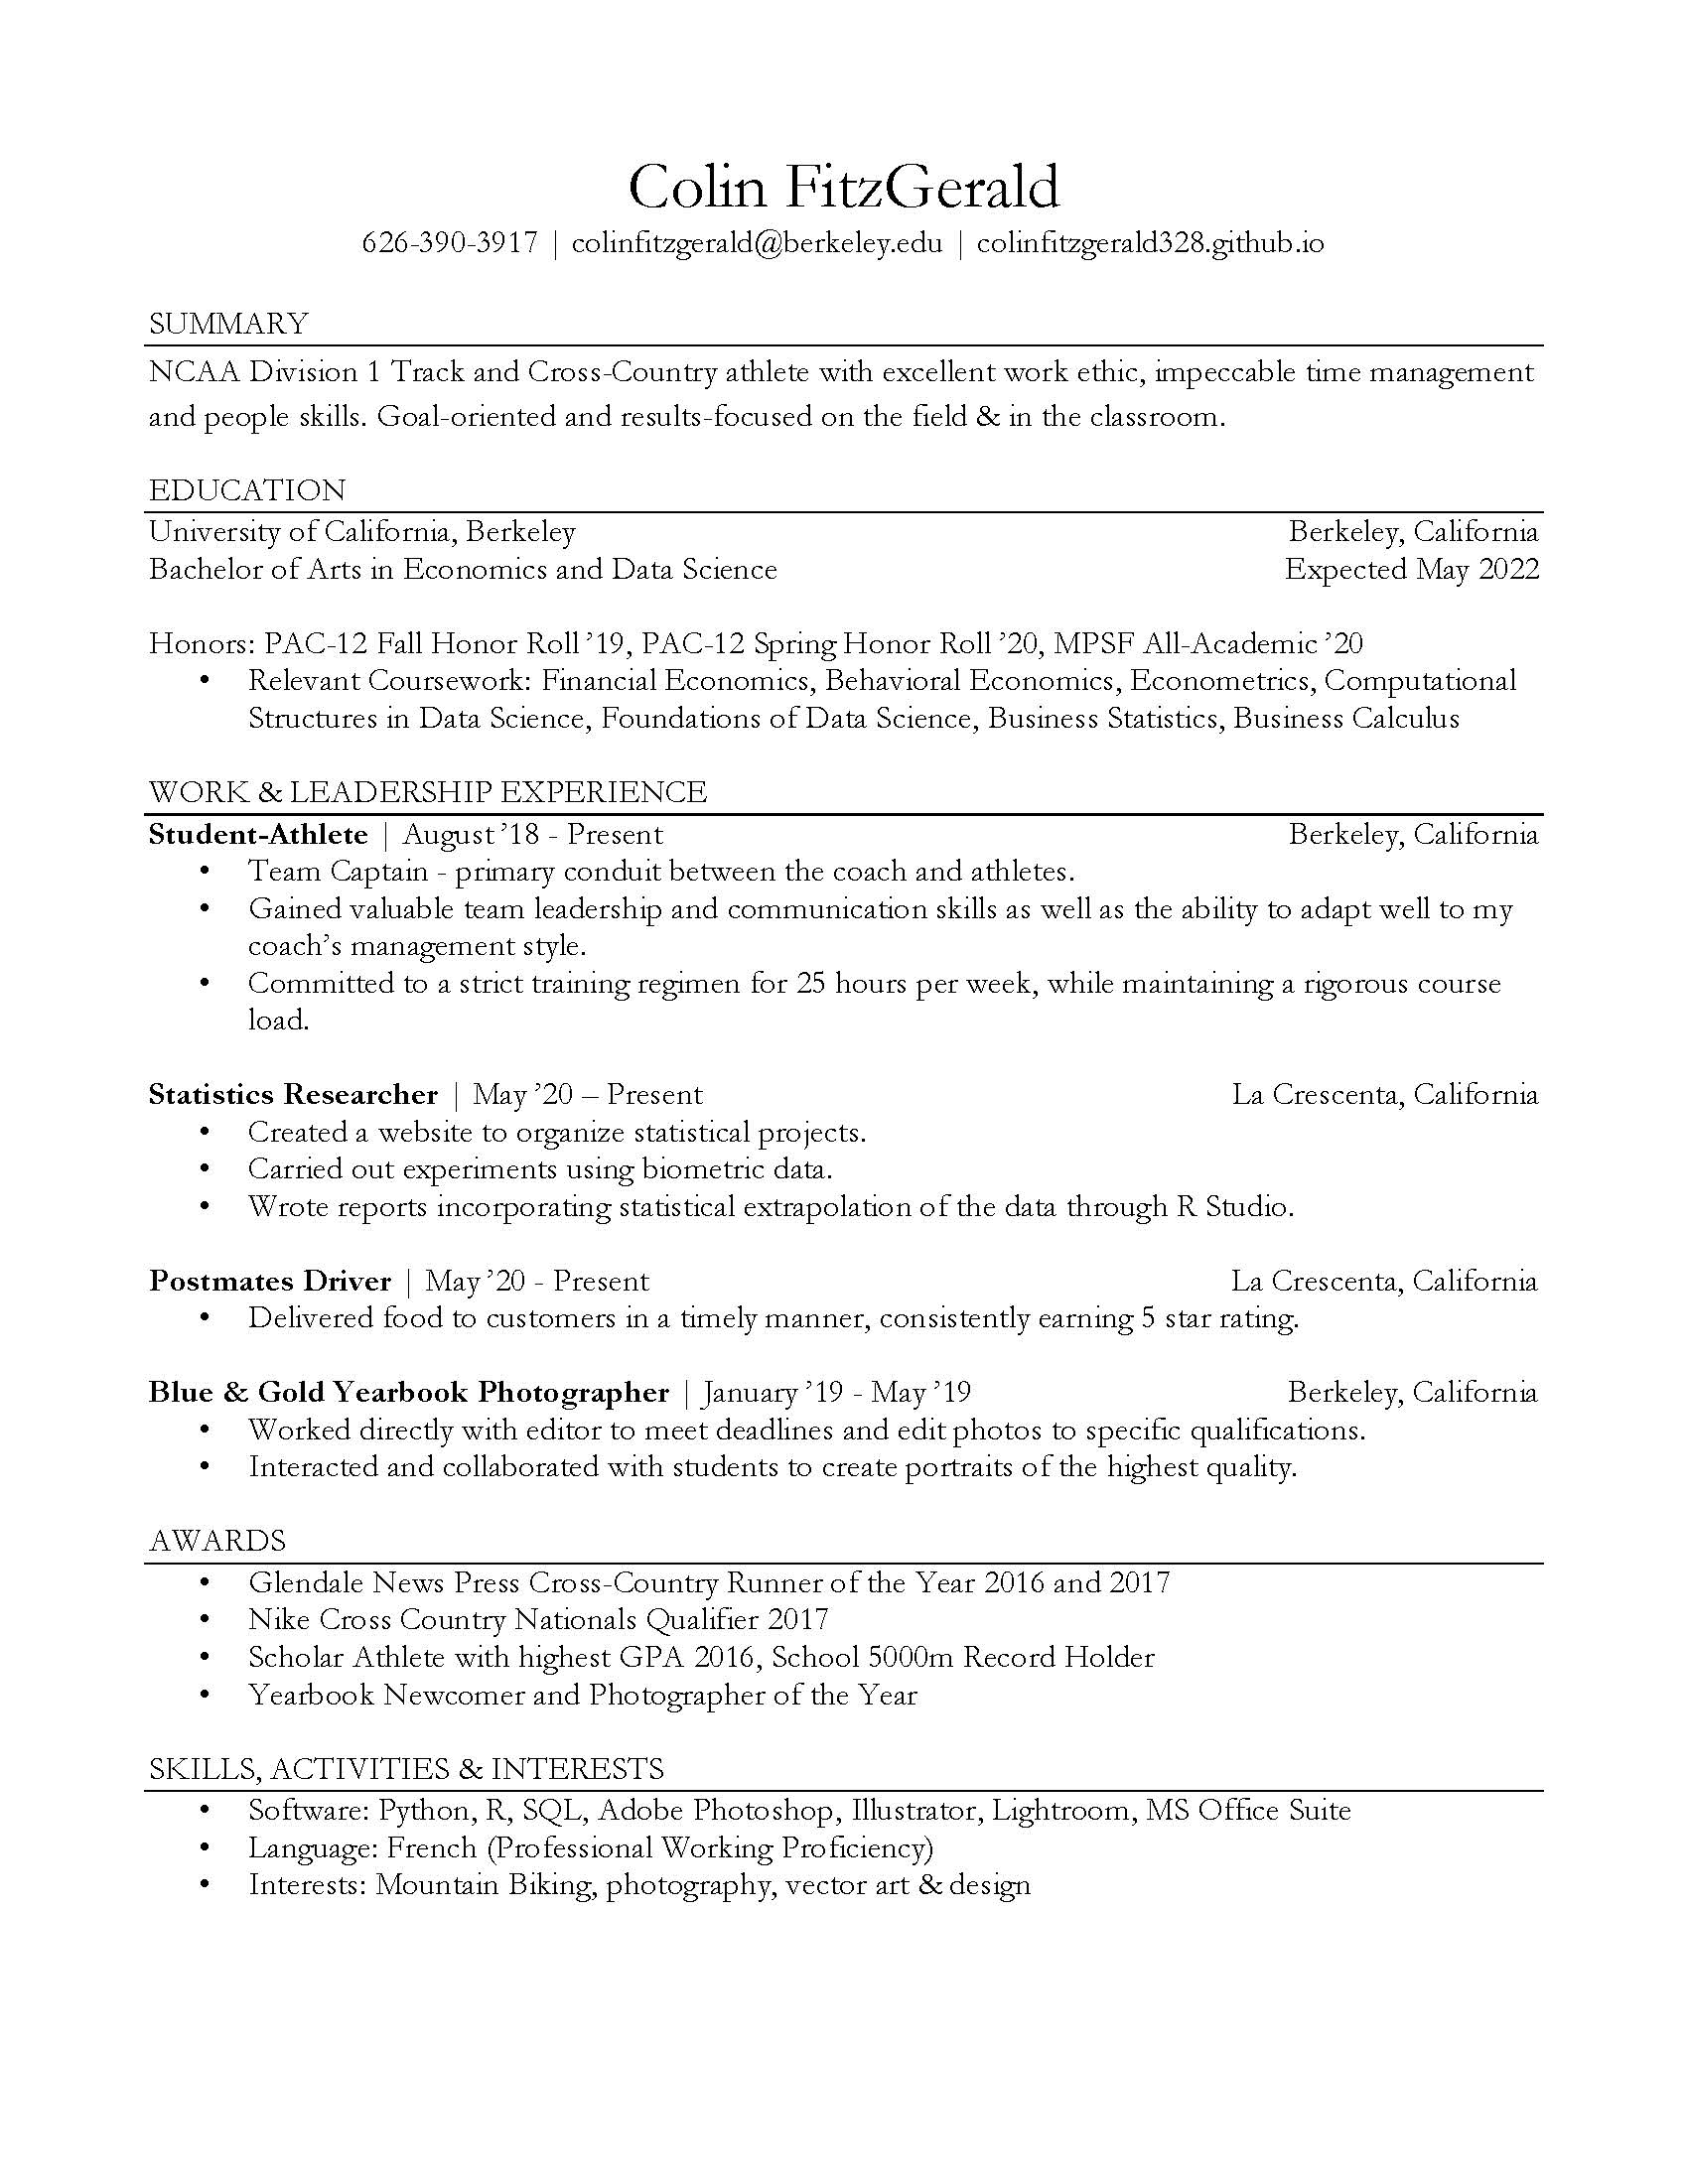 Colin FitzGerald
626-390-3917 | colinfitzgerald@berkeley.edu | colinfitzgerald328.github.io
SUMMARY
NCAA Division 1 Track and Cross-Country athlete with excellent work ethic, impeccable time management
and people skills. Goal-oriented and results-focused on the field & in the classroom.
EDUCATION
University of California, Berkeley Berkeley, California
Bachelor of Arts in Economics and Data Science Expected May 2022
Honors: PAC-12 Fall Honor Roll ’19, PAC-12 Spring Honor Roll ’20, MPSF All-Academic ’20
• Relevant Coursework: Financial Economics, Behavioral Economics, Econometrics, Computational
Structures in Data Science, Foundations of Data Science, Business Statistics, Business Calculus
WORK & LEADERSHIP EXPERIENCE
Student-Athlete | August ’18 - Present Berkeley, California
• Team Captain - primary conduit between the coach and athletes.
• Gained valuable team leadership and communication skills as well as the ability to adapt well to my
coach’s management style.
• Committed to a strict training regimen for 25 hours per week, while maintaining a rigorous course
load.
Statistics Researcher | May ’20 – Present La Crescenta, California
• Created a website to organize statistical projects.
• Carried out experiments using biometric data.
• Wrote reports incorporating statistical extrapolation of the data through R Studio.
Postmates Driver | May ’20 - Present La Crescenta, California
• Delivered food to customers in a timely manner, consistently earning 5 star rating.
Blue & Gold Yearbook Photographer | January ’19 - May ’19 Berkeley, California
• Worked directly with editor to meet deadlines and edit photos to specific qualifications.
• Interacted and collaborated with students to create portraits of the highest quality.
AWARDS
• Glendale News Press Cross-Country Runner of the Year 2016 and 2017
• Nike Cross Country Nationals Qualifier 2017
• Scholar Athlete with highest GPA 2016, School 5000m Record Holder
• Yearbook Newcomer and Photographer of the Year
SKILLS, ACTIVITIES & INTERESTS
• Software: Python, R, SQL, Adobe Photoshop, Illustrator, Lightroom, MS Office Suite
• Language: French (Professional Working Proficiency)
• Interests: Mountain Biking, photography, vector art & design